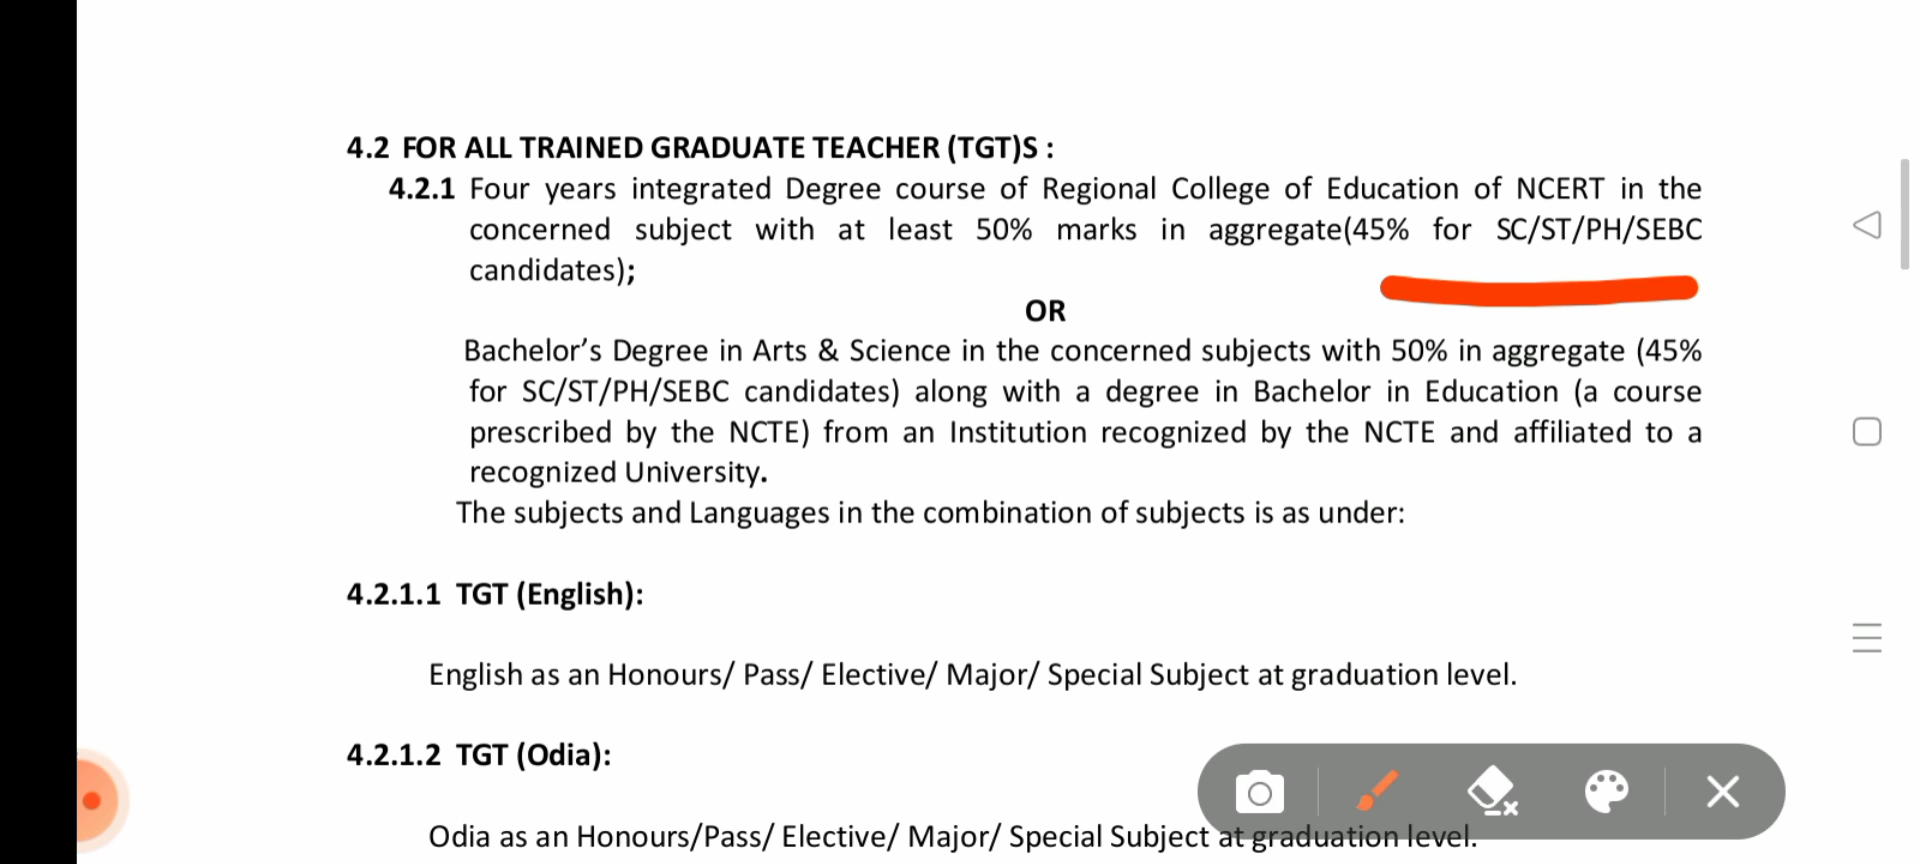 4.2 FOR ALL TRAINED GRADUATE TEACHER (TGT)S :
4.2.1 Four years integrated Degree course of Regional College of Education of NCERT in the
concerned subject with at least 50% marks in aggregate(45% for SC/ST/PH/SEBC
candidates);
OR
Bachelor’s Degree in Arts & Science in the concerned subjects with 50% in aggregate (45%
for SC/ST/PH/SEBC candidates) along with a degree in Bachelor in Education (a course
prescribed by the NCTE) from an Institution recognized by the NCTE and affiliated to a
recognized University.
The subjects and Languages in the combination of subjects is as under:
4.2.1.1 TGT (English):
English as an Honours/ Pass/ Elective/ Major/ Special Subject at graduation level.
4.2.1.2 TGT (Odia):
Odia as an Honours/Pass/ Elective/ Major/ Special Subject at graduation level.